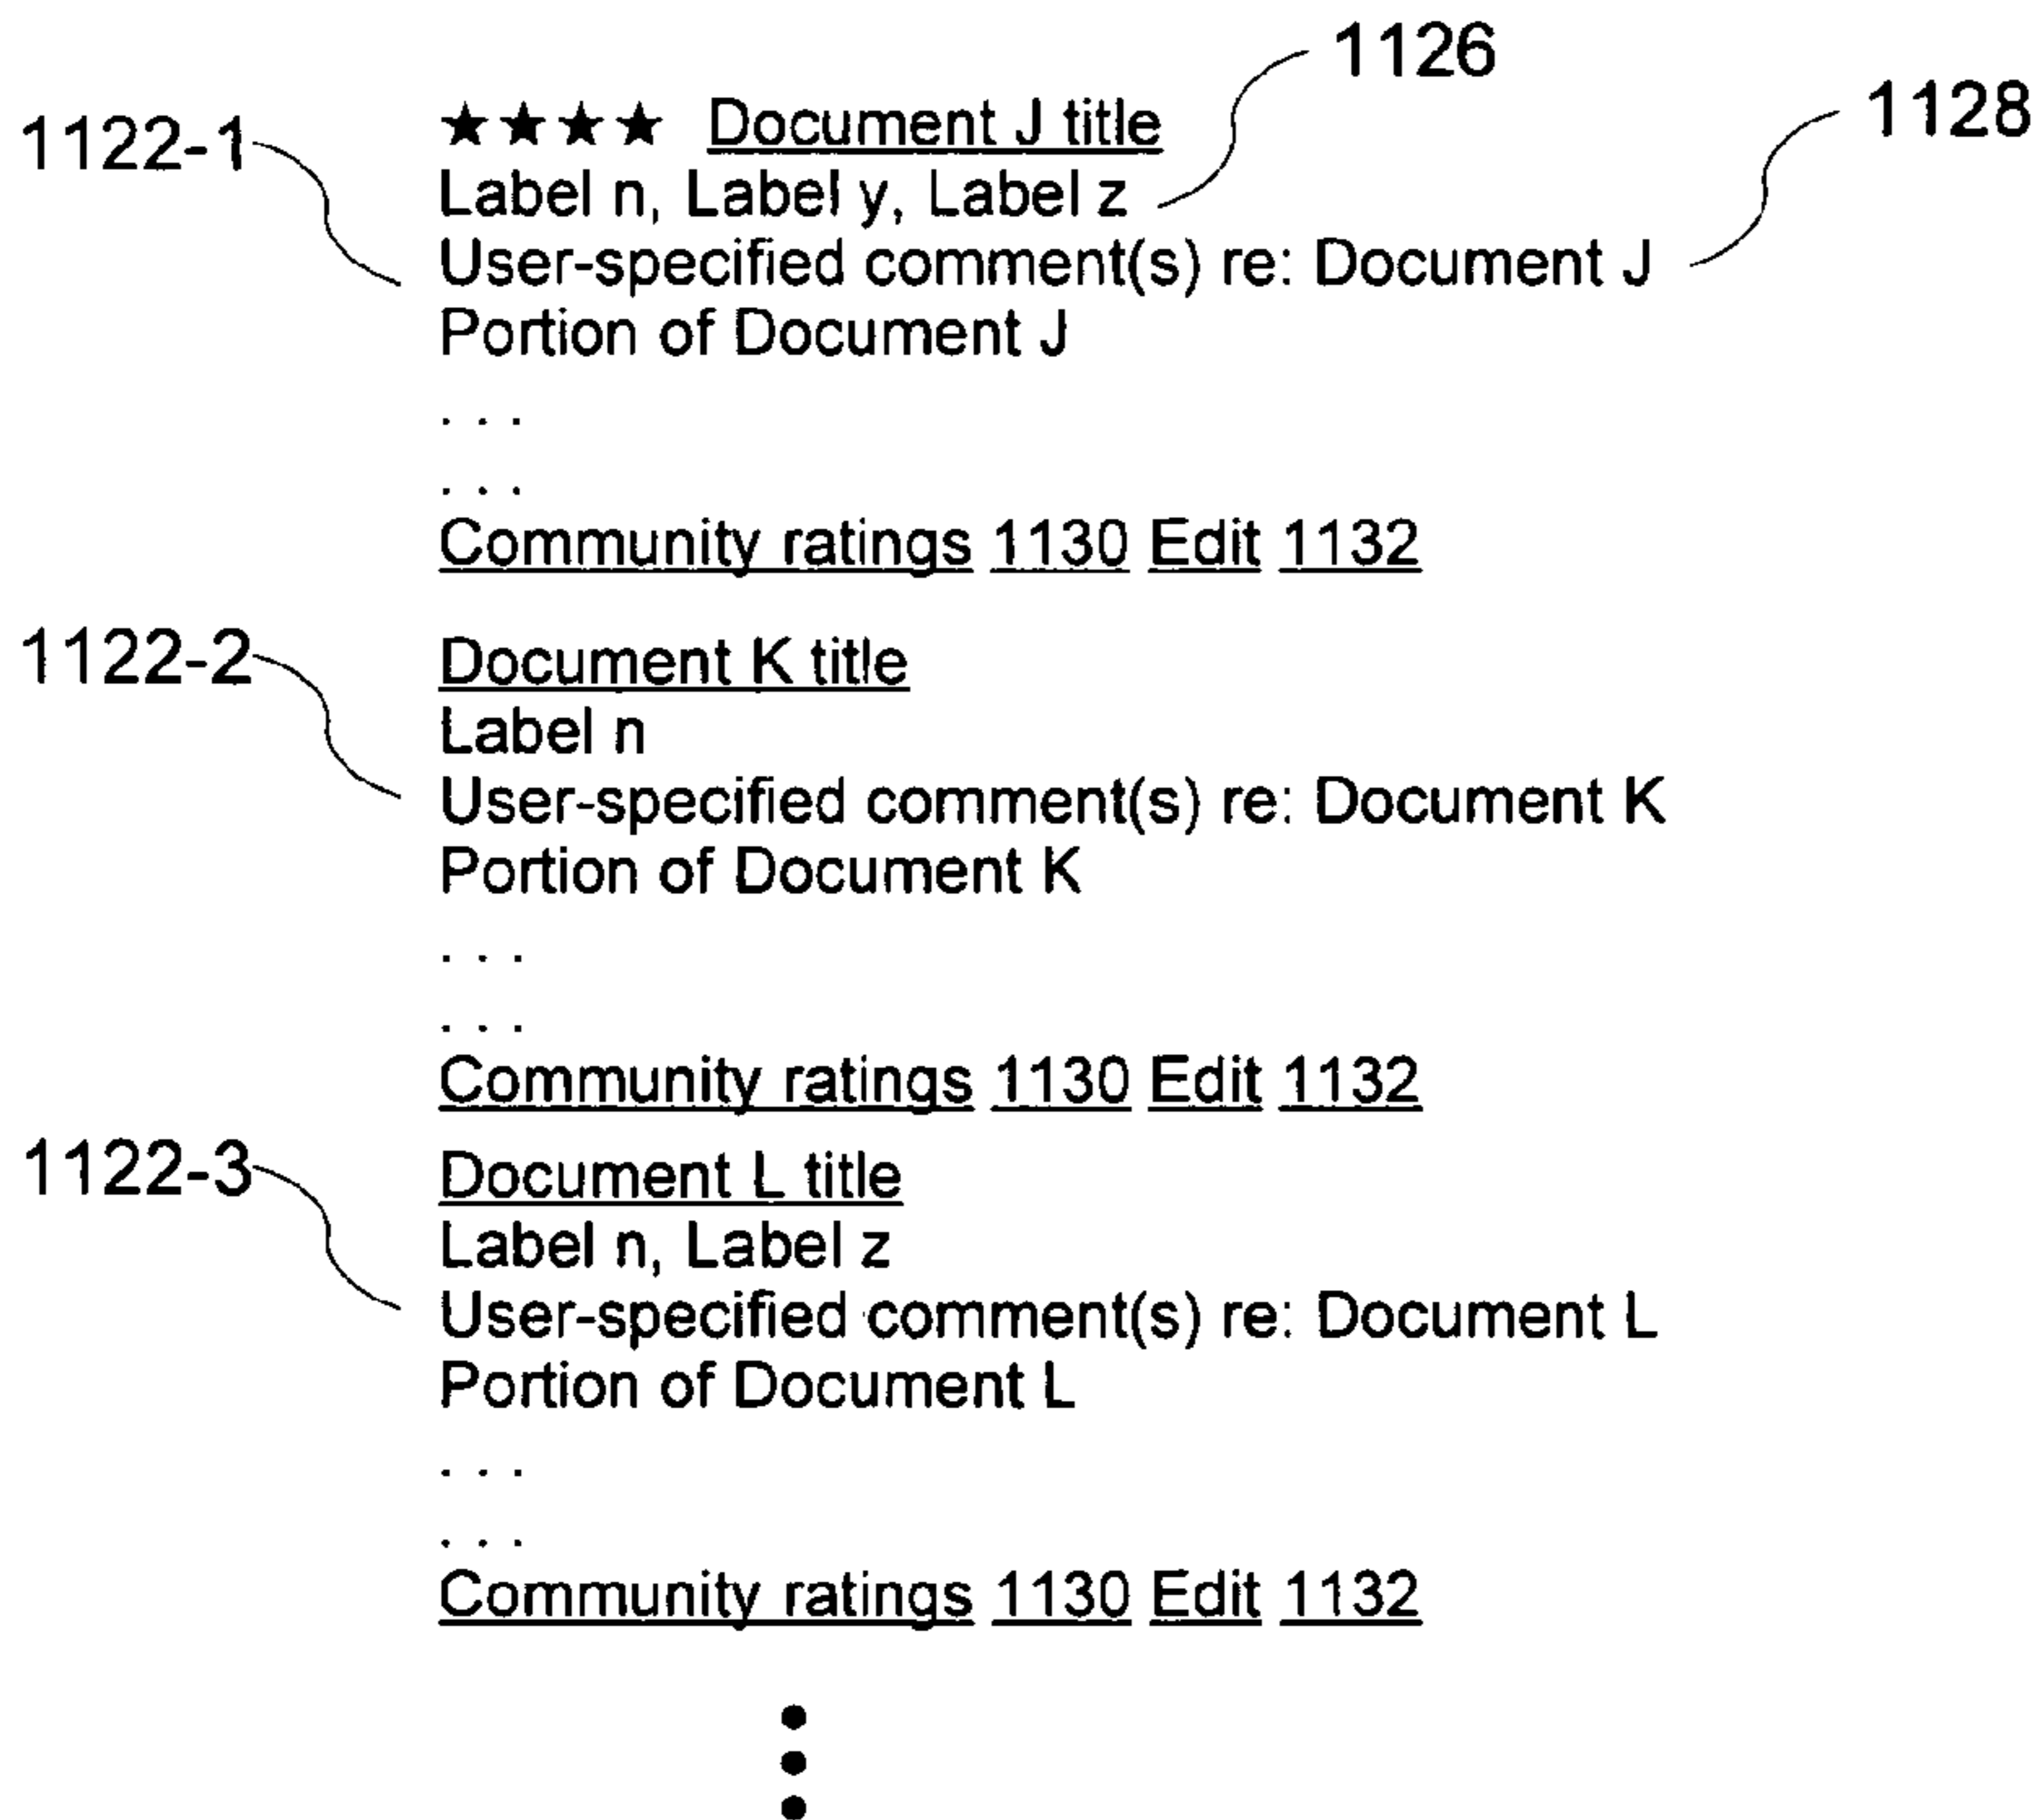 1126
1128
1122-1
★★★★ Document J title
Label n, Label y, Label z
User-specified comment(s) re: Document J
Portion of Document J
. . .
. . .
Community ratings 1130 Edit 1132
1122-2
Document K title
Label n
User-specified comment(s) re: Document K
Portion of Document K
. . .
. . .
Community ratings 1130 Edit 1132
1122-3
Document L title
Label n, Label z
User-specified comment(s) re: Document L
Portion of Document L
. . .
. . .
Community ratings 1130 Edit 1132